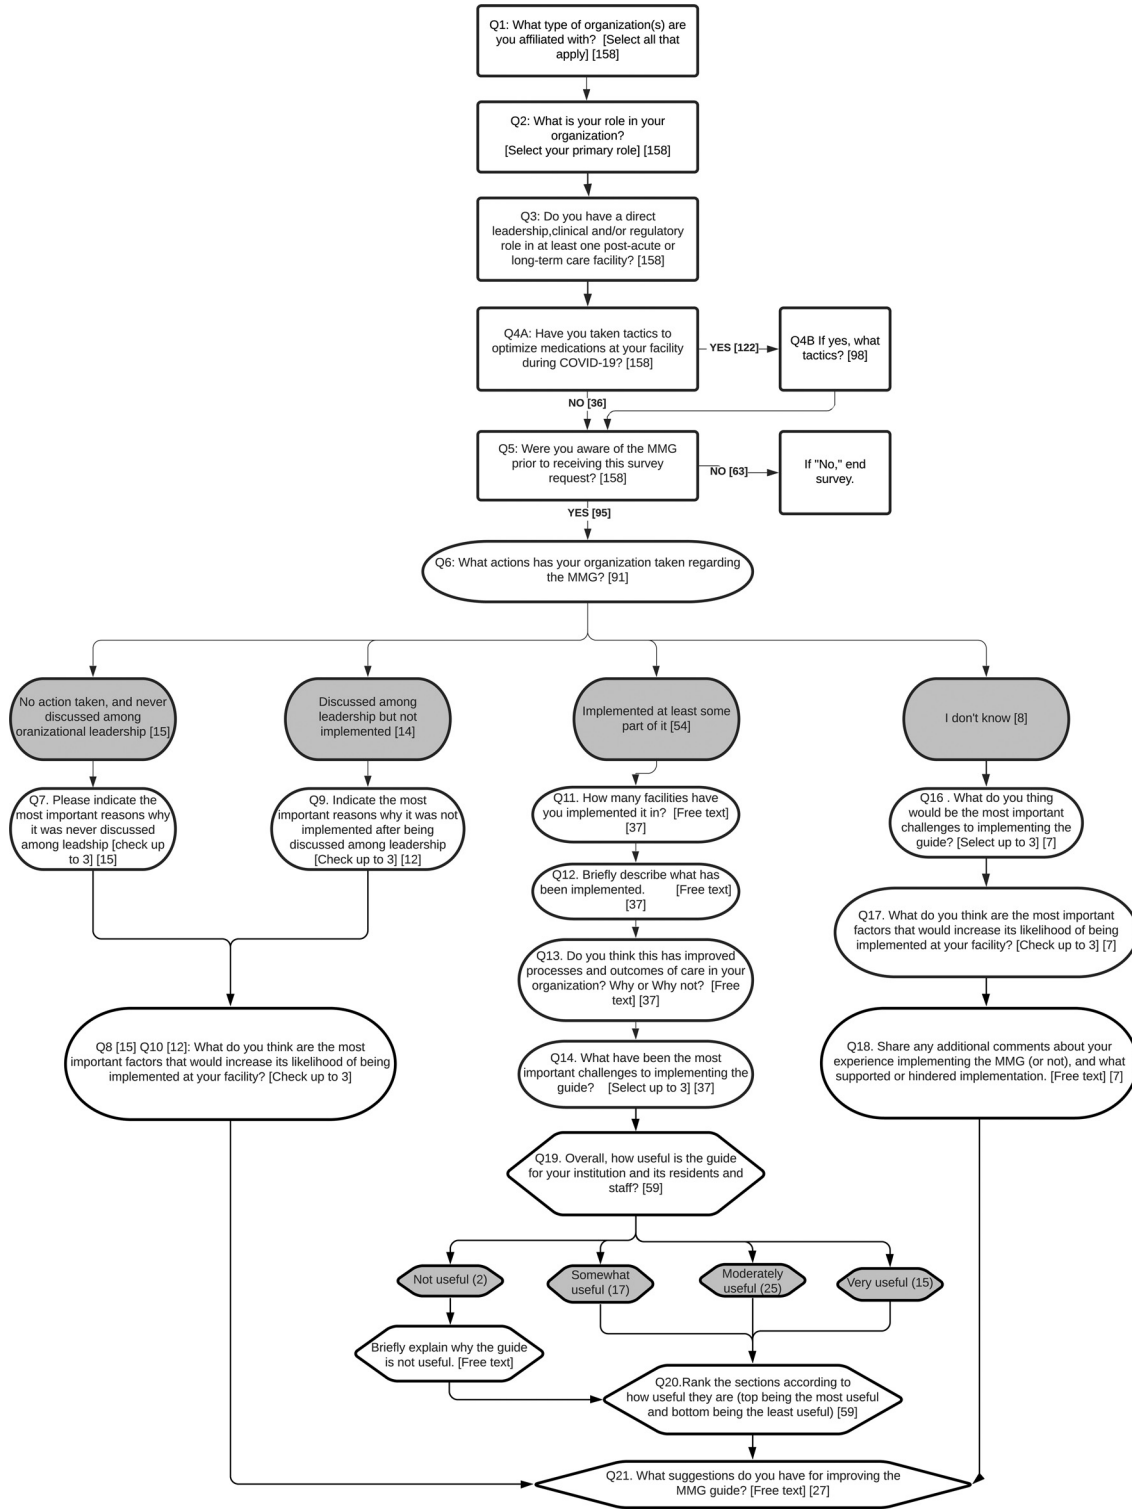 Q1: What type of organization(s) are
you affiliated with?  [Select all that
apply] [158]
Q2: What is your role in your
organization?
[Select your primary role] [158]
Q3: Do you have a direct
leadership,clinical and/or regulatory
role in at least one post-acute or
long-term care facility? [158]
Q4A: Have you taken tactics to
optimize medications at your facility
during COVID-19? [158]
YES [122]
Q4B If yes, what
tactics? [98]
NO [36]
Q5: Were you aware of the MMG
prior to receiving this survey
request? [158]
NO [63]
If "No," end
survey.
YES [95]
Q6: What actions has your organization taken regarding
the MMG? [91]
No action taken, and never
discussed among
oranizational leadership [15]
Discussed among
leadership but not
implemented [14]
Implemented at least some
part of it [54]
I don't know [8]
Q7. Please indicate the
most important reasons why
it was never discussed
among leadship [check up
to 3] [15]
Q9. Indicate the most
important reasons why it was not
implemented after being
discussed among leadership
[Check up to 3] [12]
Q11. How many facilities have
you implemented it in?  [Free text]
[37]
Q16 . What do you thing
would be the most important
challenges to implementing the
guide? [Select up to 3] [7]
Q12. Briefly describe what has
been implemented.          [Free text]
[37]
Q17. What do you think are the most important
factors that would increase its likelihood of being
implemented at your facility? [Check up to 3] [7]
Q13. Do you think this has improved
processes and outcomes of care in your
organization? Why or Why not?  [Free
text] [37]
Q8 [15] Q10 [12]: What do you think are the most
important factors that would increase its likelihood of being
implemented at your facility? [Check up to 3]
Q14. What have been the most
important challenges to implementing the
guide?    [Select up to 3] [37]
Q18. Share any additional comments about your
experience implementing the MMG (or not), and what
supported or hindered implementation. [Free text] [7]
Q19. Overall, how useful is the guide
for your institution and its residents and
staff? [59]
Not useful (2)
Somewhat
useful (17)
Moderately
useful (25)
Very useful (15)
Briefly explain why the guide
is not useful. [Free text]
Q20.Rank the sections according to
how useful they are (top being the most useful
and bottom being the least useful) [59]
Q21. What suggestions do you have for improving the
MMG guide? [Free text] [27]